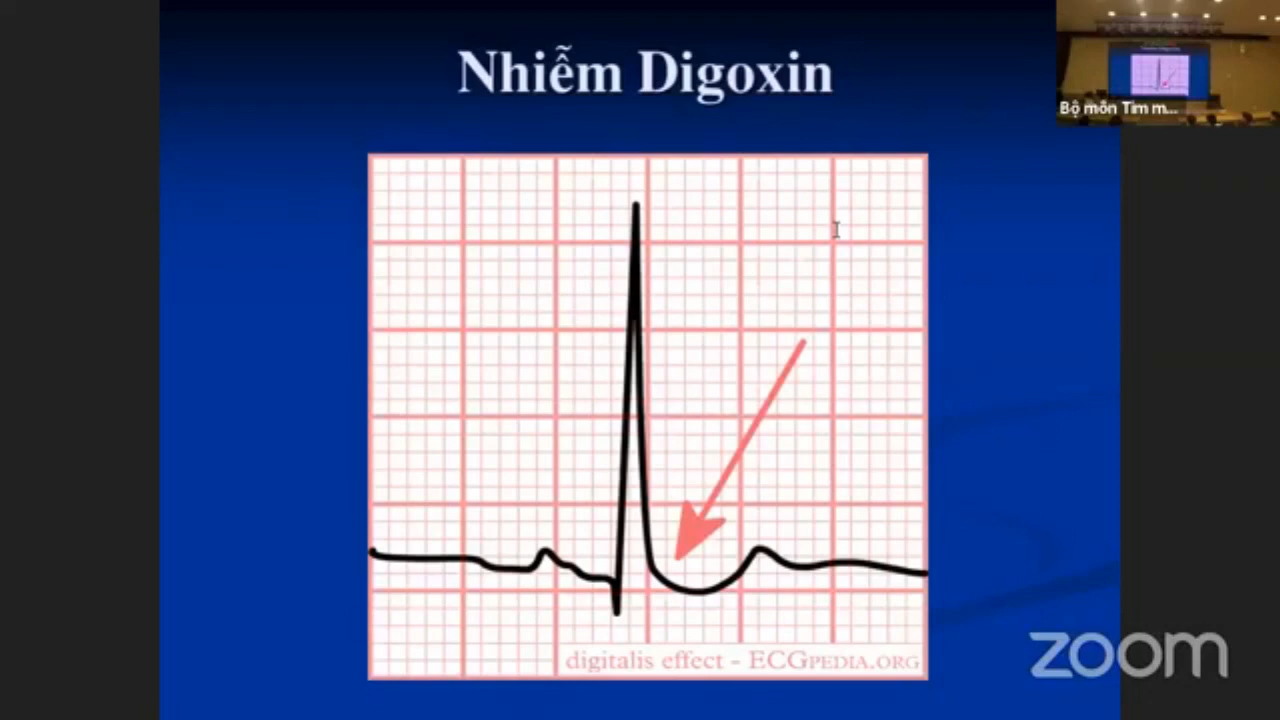 Nhiễm Digoxin
Bộ môn Tim m...
digitalis effect - ECGPEDIA.ORG
zoom